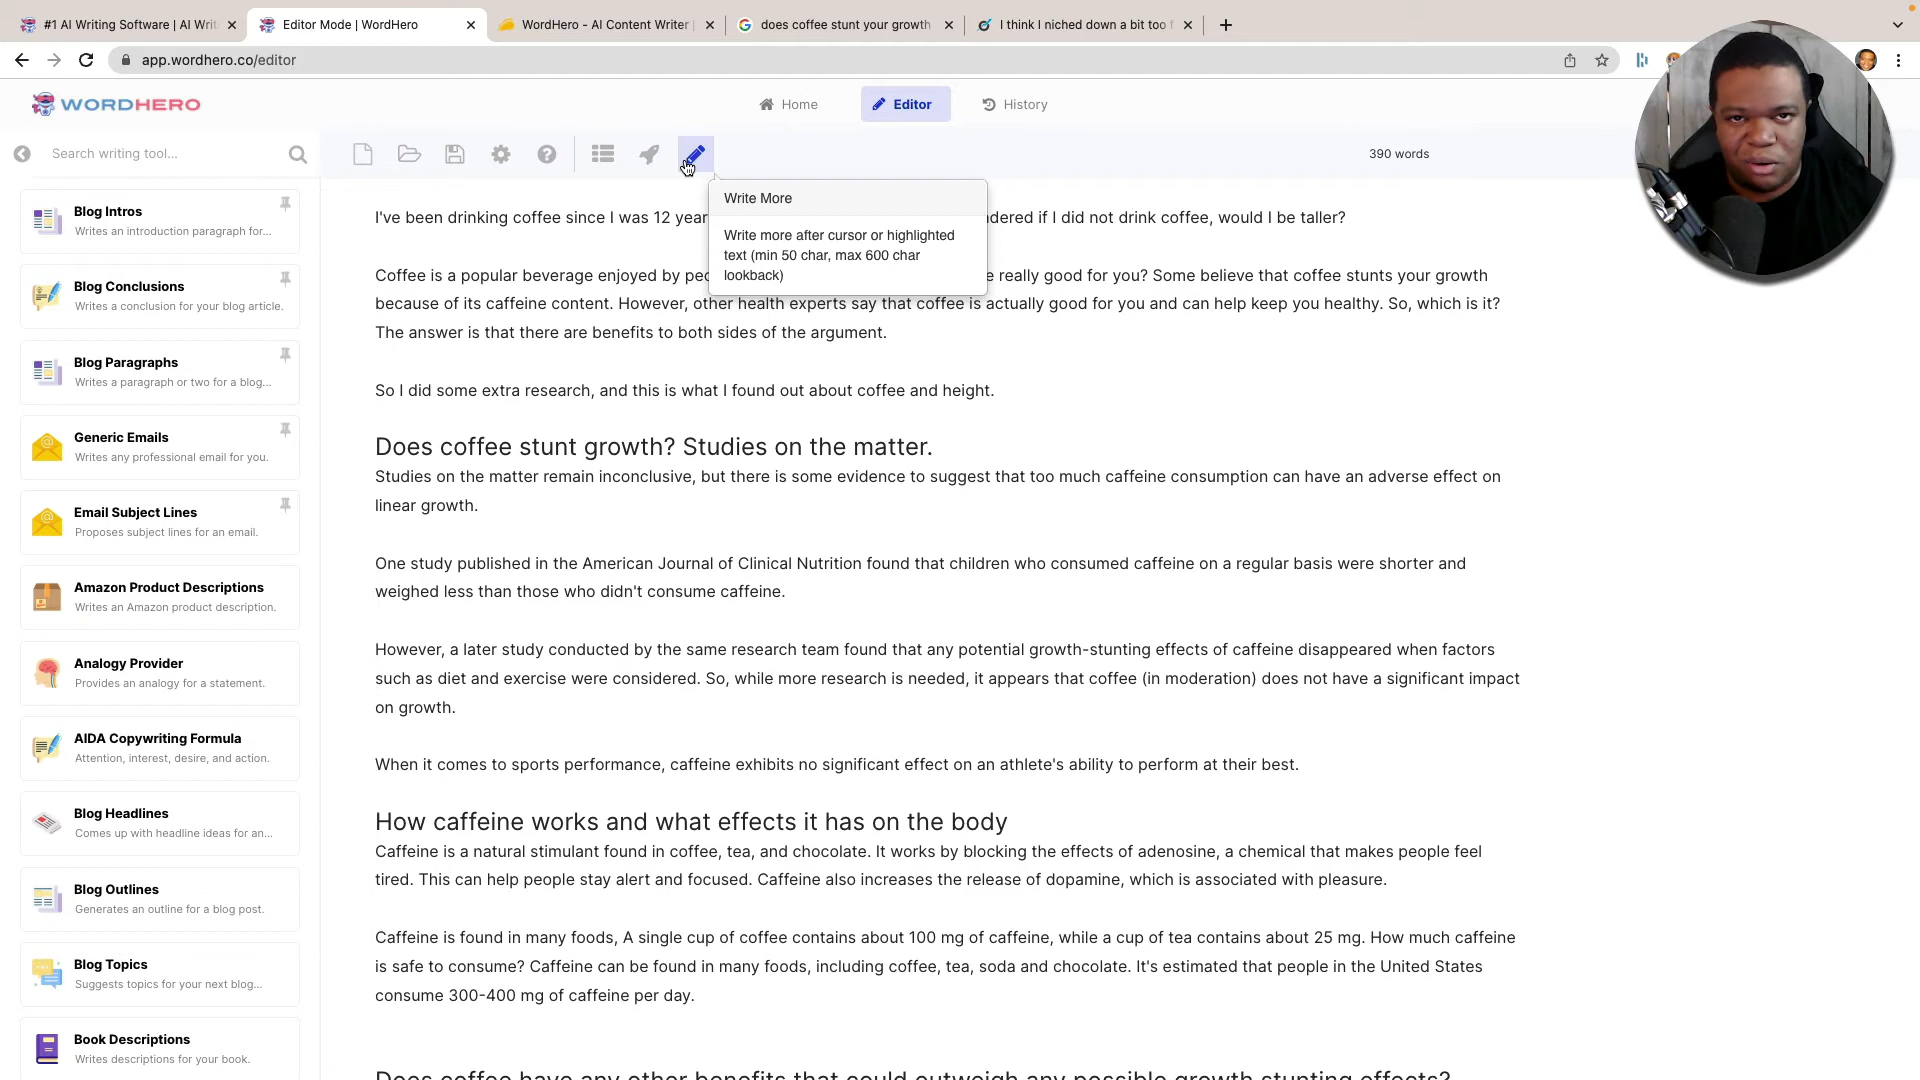 #1 AI Writing Software | AI Writ
Editor Mode | WordHero
WordHero - AI Content Writer |
does coffee stunt your growth
I think I niched down a bit too f
app.wordhero.co/editor
WORDHERO
Home
Editor
History
Search writing tool...
390 words
Write More
Write more after cursor or highlighted
text (min 50 char, max 600 char
lookback)
Blog Intros
Writes an introduction paragraph for...
Blog Conclusions
Writes a conclusion for your blog article.
Blog Paragraphs
Writes a paragraph or two for a blog...
Generic Emails
Writes any professional email for you.
Email Subject Lines
Proposes subject lines for an email.
Amazon Product Descriptions
Writes an Amazon product description.
Analogy Provider
Provides an analogy for a statement.
AIDA Copywriting Formula
Attention, interest, desire, and action.
Blog Headlines
Comes up with headline ideas for an...
Blog Outlines
Generates an outline for a blog post.
Blog Topics
Suggests topics for your next blog...
Book Descriptions
Writes descriptions for your book.
I've been drinking coffee since I was 12 year dered if I did not drink coffee, would I be taller?
Coffee is a popular beverage enjoyed by peo e really good for you? Some believe that coffee stunts your growth
because of its caffeine content. However, other health experts say that coffee is actually good for you and can help keep you healthy. So, which is it?
The answer is that there are benefits to both sides of the argument.
So I did some extra research, and this is what I found out about coffee and height.
Does coffee stunt growth? Studies on the matter.
Studies on the matter remain inconclusive, but there is some evidence to suggest that too much caffeine consumption can have an adverse effect on
linear growth.
One study published in the American Journal of Clinical Nutrition found that children who consumed caffeine on a regular basis were shorter and
weighed less than those who didn't consume caffeine.
However, a later study conducted by the same research team found that any potential growth-stunting effects of caffeine disappeared when factors
such as diet and exercise were considered. So, while more research is needed, it appears that coffee (in moderation) does not have a significant impact
on growth.
When it comes to sports performance, caffeine exhibits no significant effect on an athlete's ability to perform at their best.
How caffeine works and what effects it has on the body
Caffeine is a natural stimulant found in coffee, tea, and chocolate. It works by blocking the effects of adenosine, a chemical that makes people feel
tired. This can help people stay alert and focused. Caffeine also increases the release of dopamine, which is associated with pleasure.
Caffeine is found in many foods, A single cup of coffee contains about 100 mg of caffeine, while a cup of tea contains about 25 mg. How much caffeine
is safe to consume? Caffeine can be found in many foods, including coffee, tea, soda and chocolate. It's estimated that people in the United States
consume 300-400 mg of caffeine per day.
Does coffee have any other benefits that could outweigh any possible growth stunting effects?